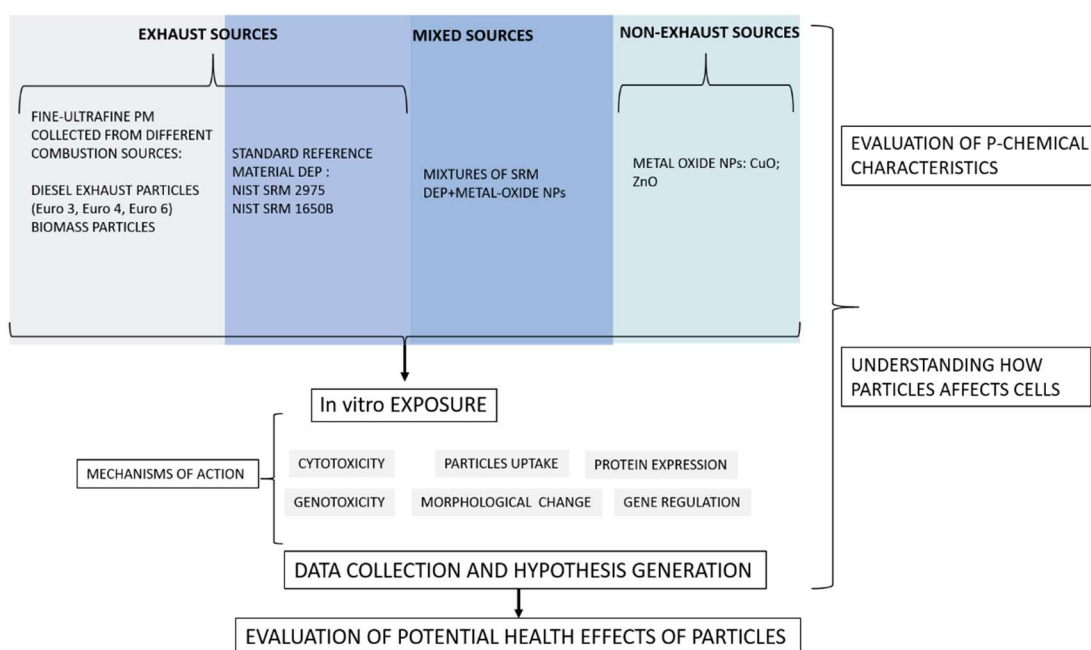 EXHAUST SOURCES
MIXED SOURCES
NON-EXHAUST SOURCES
FINE-ULTRAFINE PM
COLLECTED FROM DIFFERENT
COMBUSTION SOURCES:
DIESEL EXHAUST PARTICLES
(Euro 3, Euro 4, Euro 6)
BIOMASS PARTICLES
STANDARD REFERENCE
MATERIAL DEP :
NIST SRM 2975
NIST SRM 1650B
MIXTURES OF SRM
DEP+METAL-OXIDE NPs
METAL OXIDE NPs: CuO;
ZnO
EVALUATION OF P-CHEMICAL
CHARACTERISTICS
UNDERSTANDING HOW
PARTICLES AFFECTS CELLS
In vitro EXPOSURE
MECHANISMS OF ACTION
CYTOTOXICITY
PARTICLES UPTAKE
PROTEIN EXPRESSION
GENOTOXICITY
MORPHOLOGICAL CHANGE
GENE REGULATION
DATA COLLECTION AND HYPOTHESIS GENERATION
EVALUATION OF POTENTIAL HEALTH EFFECTS OF PARTICLES